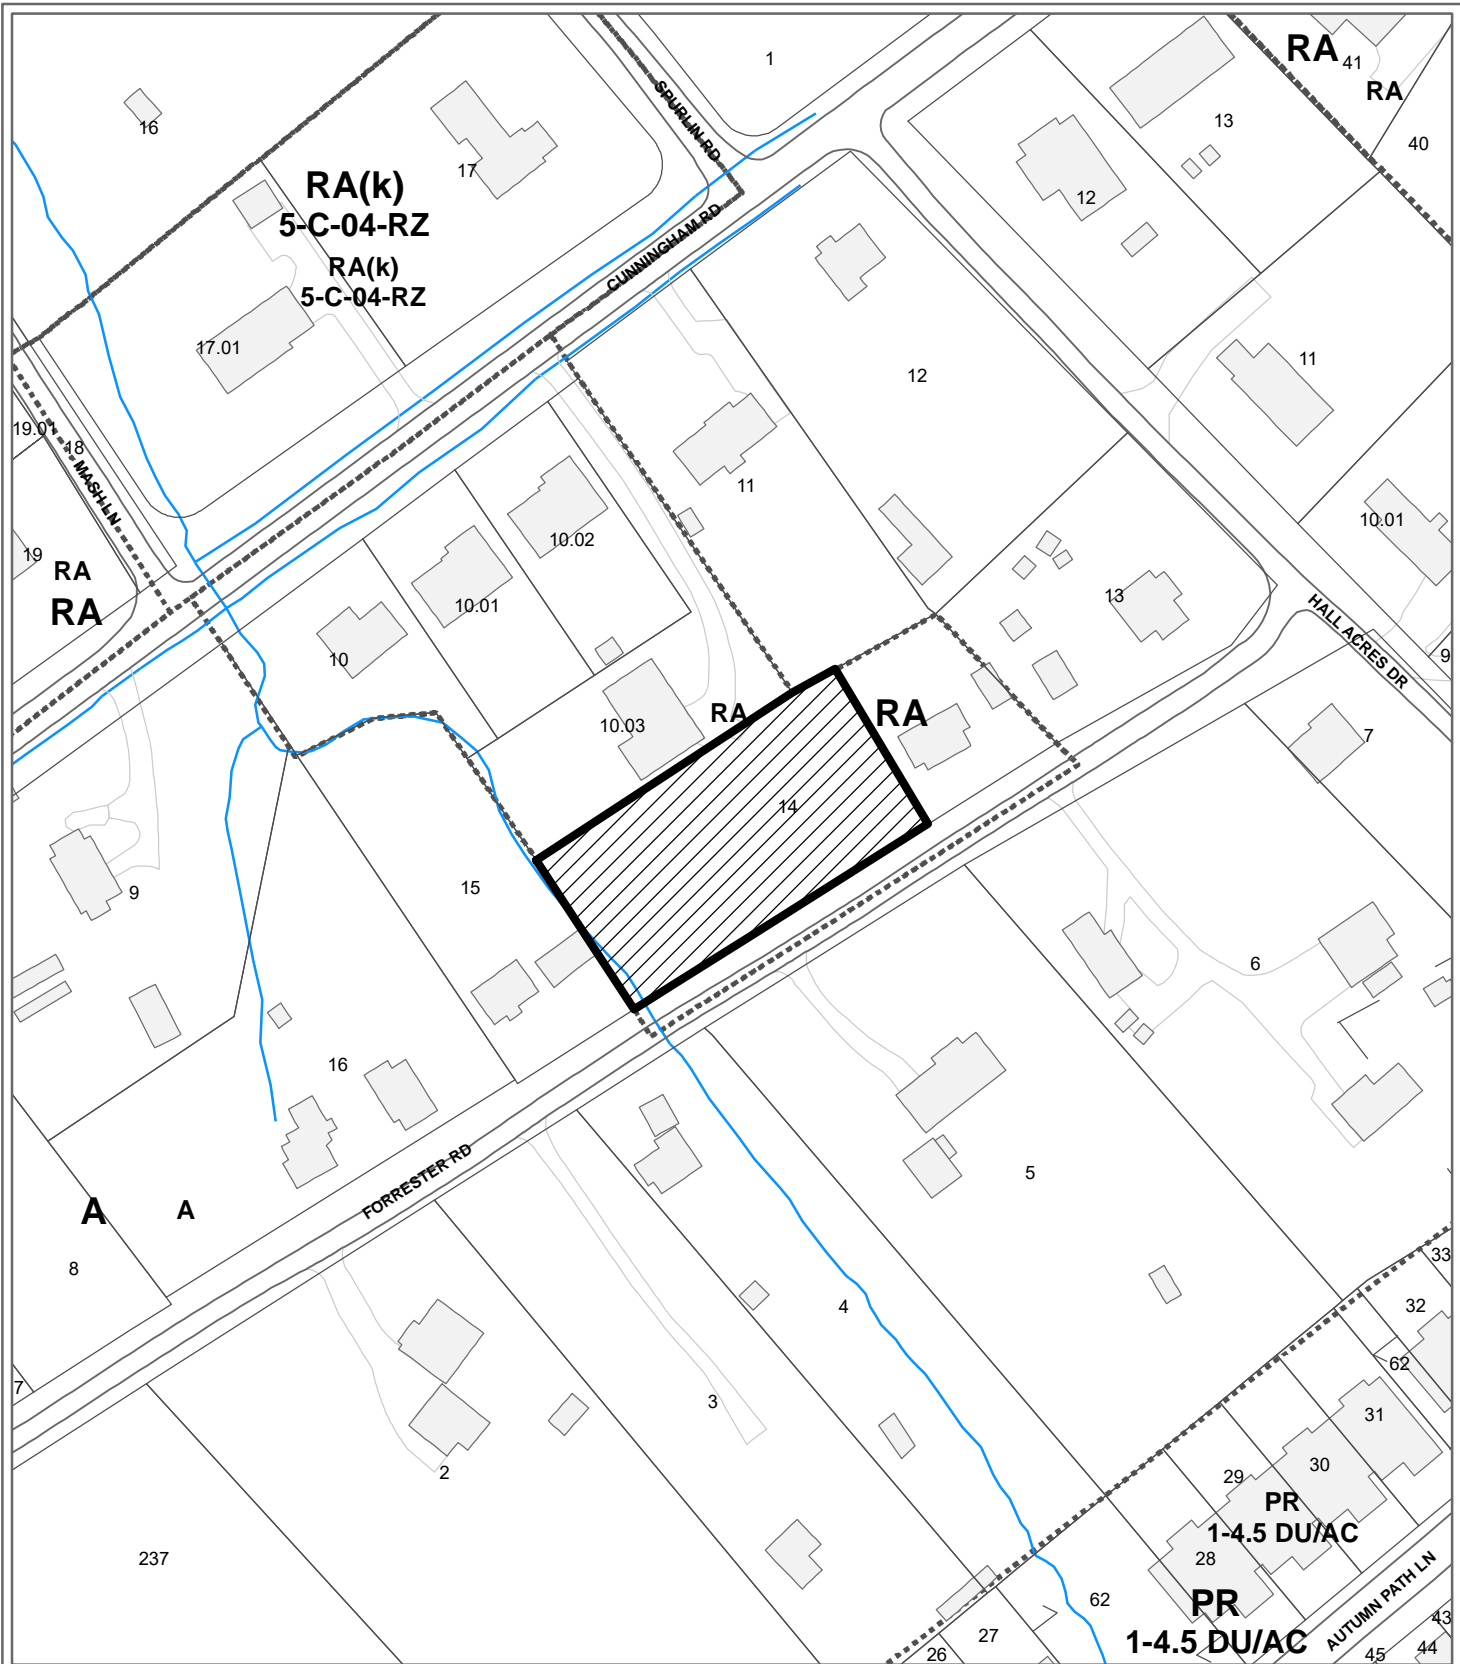 1
RA
41
RA
40
16
SPURLIN RD
13
17
12
RA(k)
5-C-04-RZ
RA(k)
5-C-04-RZ
CUNNINGHAM RD
17.01
12
11
19.01
18
MASH LN
11
10.01
10.02
19
RA
RA
10.01
10
13
HALL ACRES DR
9
10.03
RA
RA
7
14
15
9
6
16
5
FORRESTER RD
A
A
8
33
32
4
62
7
3
31
2
30
29
PR
1-4.5 DU/AC
237
28
AUTUMN PATH LN
62
PR
1-4.5 DU/AC
43
27
26
45
44